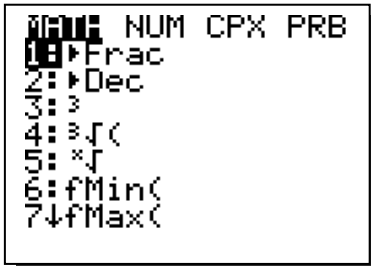 MATH NUM CPX PRB
1:▸Frac
2:▸Dec
3:³
4:³√(
5:ˣ√
6:fMin(
7↓fMax(